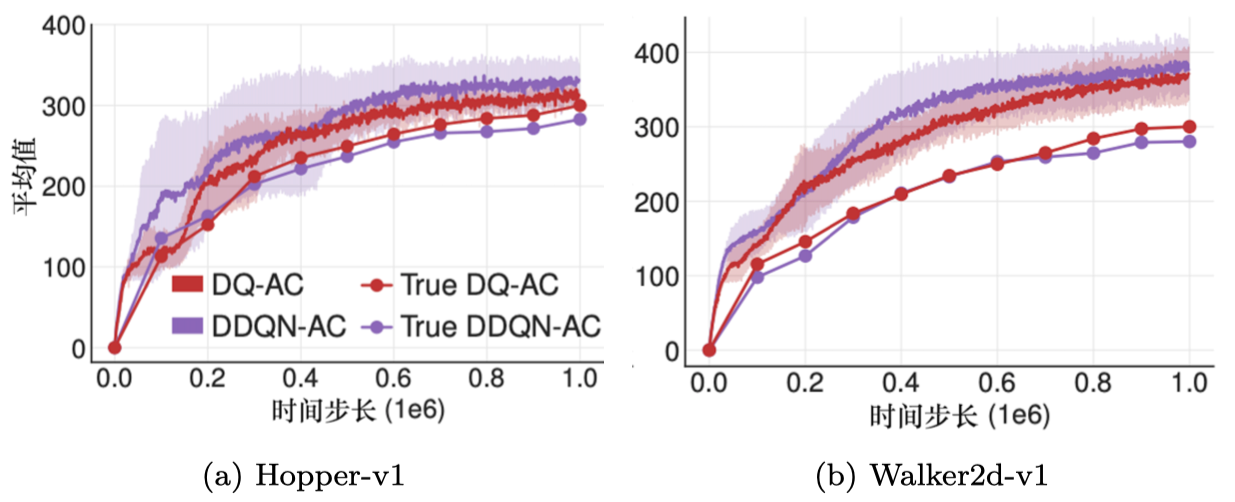 400
300
200
100
0
平均值
DQ-AC
True DQ-AC
DDQN-AC
True DDQN-AC
0.0 0.2 0.4 0.6 0.8 1.0
时间步长 (1e6)
(a) Hopper-v1
400
300
200
100
0
0.0 0.2 0.4 0.6 0.8 1.0
时间步长 (1e6)
(b) Walker2d-v1